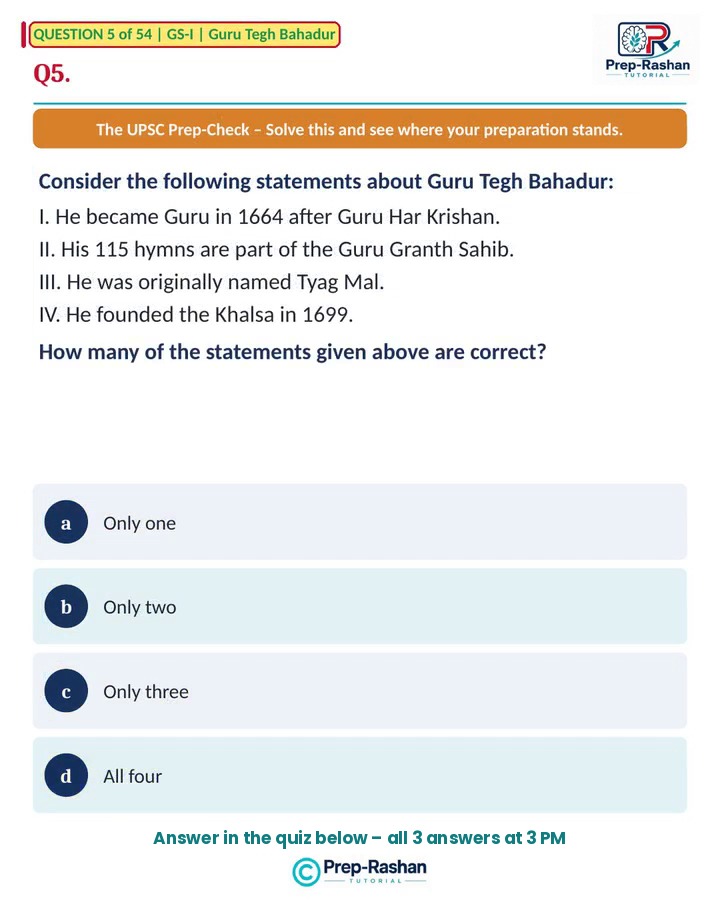 QUESTION 5 of 54 | GS-I | Guru Tegh Bahadur
Prep-Rashan
TUTORIAL
Q5.
The UPSC Prep-Check – Solve this and see where your preparation stands.
Consider the following statements about Guru Tegh Bahadur:
I. He became Guru in 1664 after Guru Har Krishan.
II. His 115 hymns are part of the Guru Granth Sahib.
III. He was originally named Tyag Mal.
IV. He founded the Khalsa in 1699.
How many of the statements given above are correct?
a Only one
b Only two
c Only three
d All four
Answer in the quiz below – all 3 answers at 3 PM
© Prep-Rashan
TUTORIAL